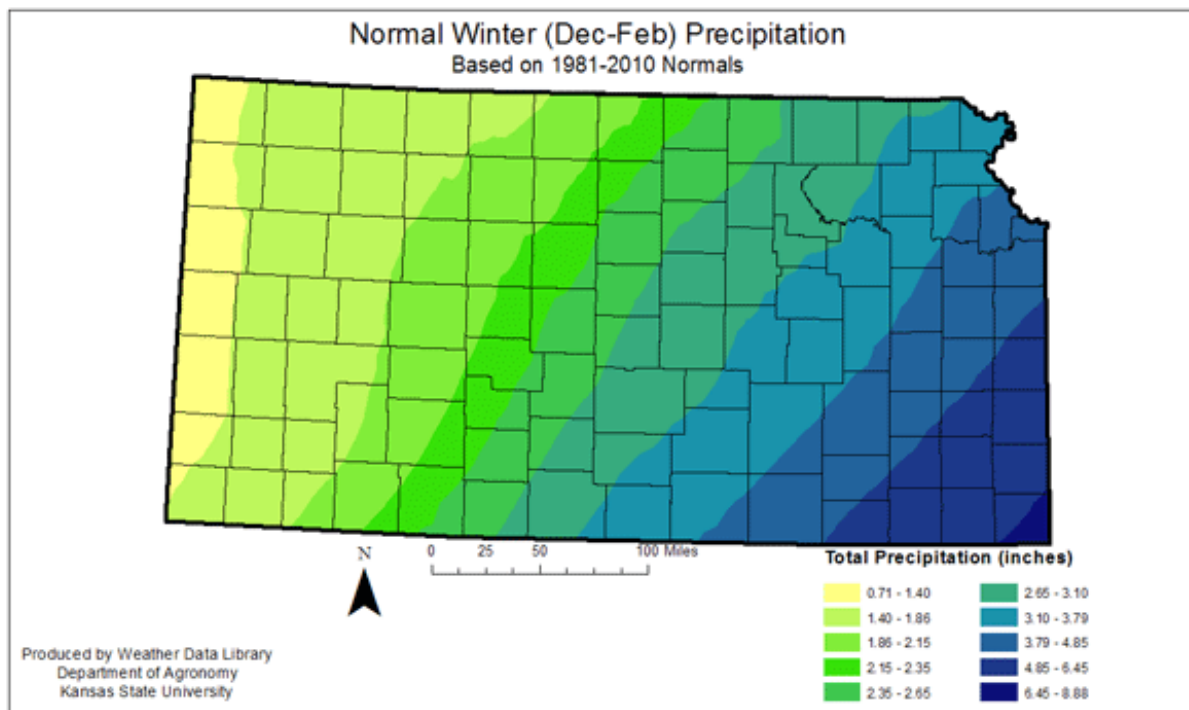 Normal Winter (Dec-Feb) Precipitation
Based on 1981-2010 Normals
N
0 25 50 100 Miles
Total Precipitation (inches)
0.71 - 1.40
1.40 - 1.86
1.86 - 2.15
2.15 - 2.35
2.35 - 2.65
2.65 - 3.10
3.10 - 3.79
3.79 - 4.85
4.85 - 6.45
6.45 - 8.88
Produced by Weather Data Library
Department of Agronomy
Kansas State University